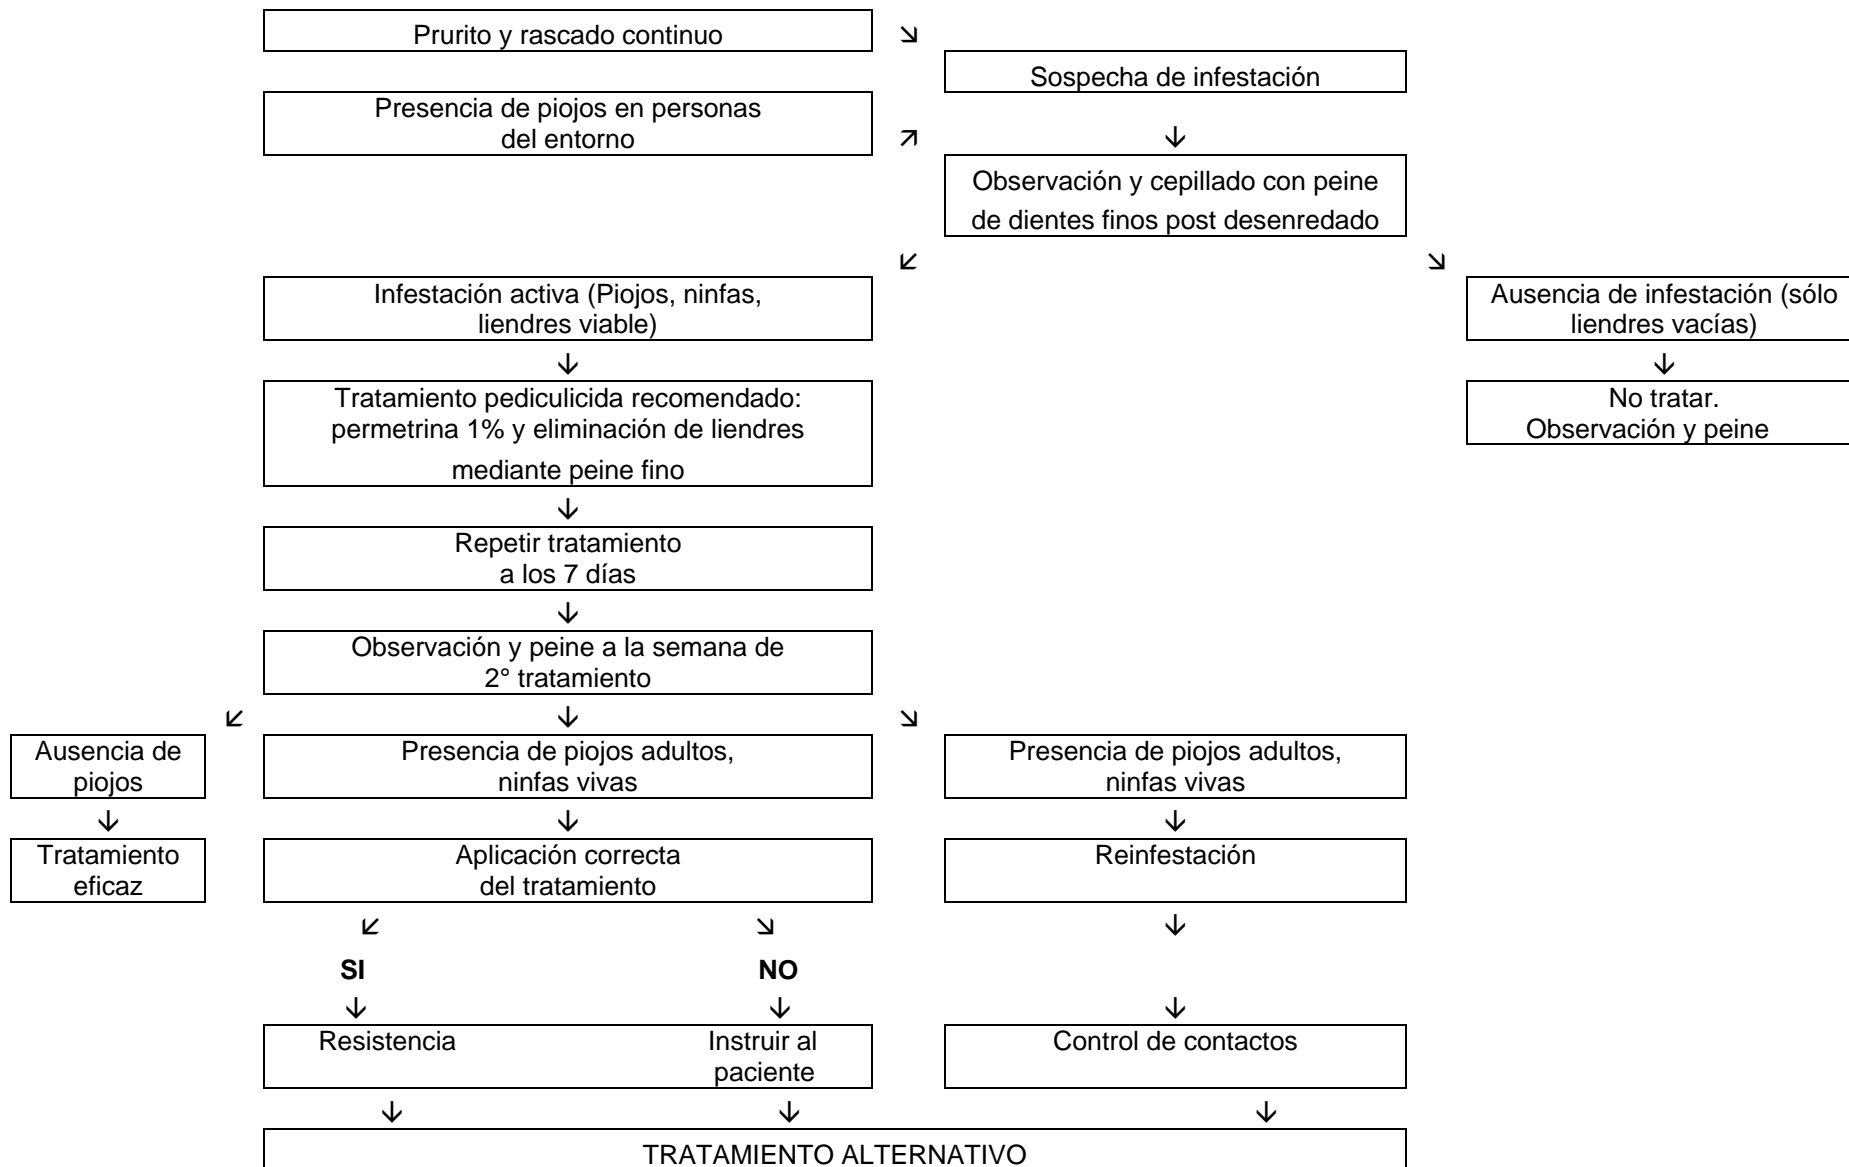 Prurito y rascado continuo
Sospecha de infestación
Presencia de piojos en personas
del entorno
Observación y cepillado con peine
de dientes finos post desenredado
Infestación activa (Piojos, ninfas,
liendres viable)
Ausencia de infestación (sólo
liendres vacías)
Tratamiento pediculicida recomendado:
permetrina 1% y eliminación de liendres
mediante peine fino
No tratar.
Observación y peine
Repetir tratamiento
a los 7 días
Observación y peine a la semana de
2° tratamiento
Ausencia de
piojos
Presencia de piojos adultos,
ninfas vivas
Presencia de piojos adultos,
ninfas vivas
Tratamiento
eficaz
Aplicación correcta
del tratamiento
Reinfestación
SI
NO
Resistencia
Instruir al
paciente
Control de contactos
TRATAMIENTO ALTERNATIVO